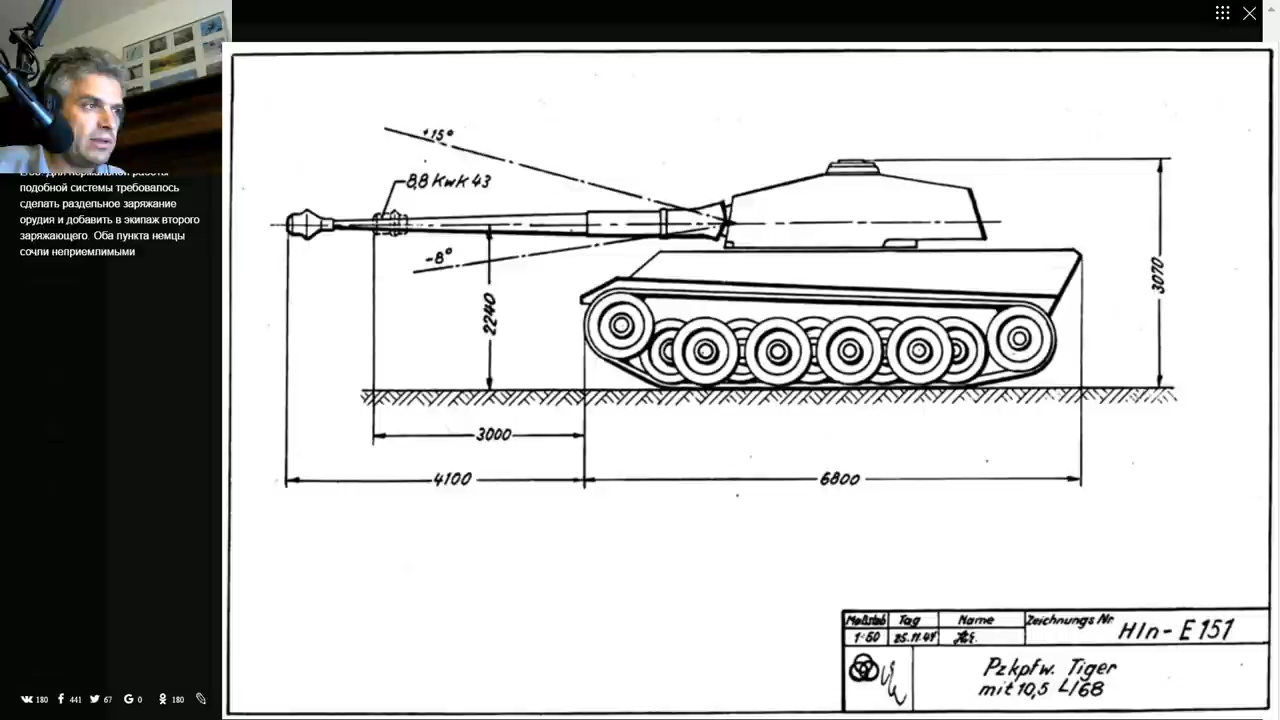 подобной системы требовалось
сделать раздельное заряжание
орудия и добавить в экипаж второго
заряжающего. Оба пункта немцы
сочли неприемлимыми
+15°
8,8 KwK 43
-8°
2240
3070
3000
4100
6800
Maßstab Tag Name Zeichnungs Nr.
1:50 25.11.44 Hln-E 151
Pzkpfw. Tiger
mit 10,5 L/68
180 441 67 0 180